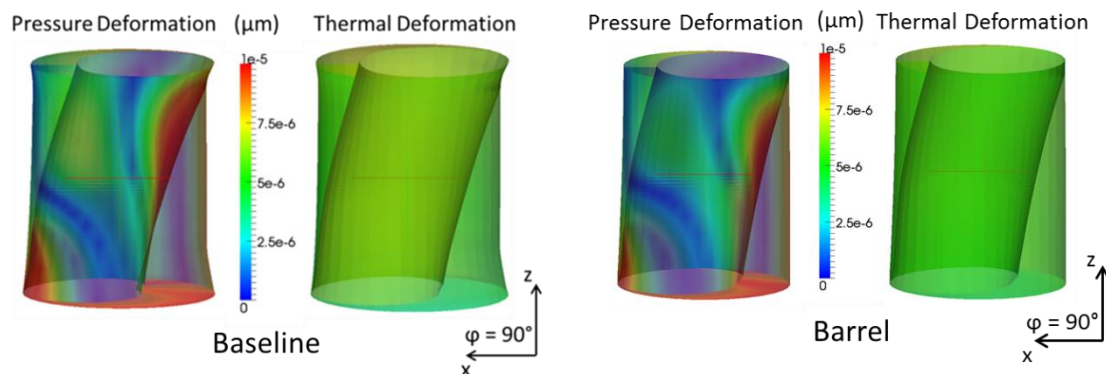 Pressure Deformation (μm) Thermal Deformation
1e-5
7.5e-6
5e-6
2.5e-6
0
z
φ = 90°
x
Baseline
Pressure Deformation (μm) Thermal Deformation
1e-5
7.5e-6
5e-6
2.5e-6
0
z
φ = 90°
x
Barrel